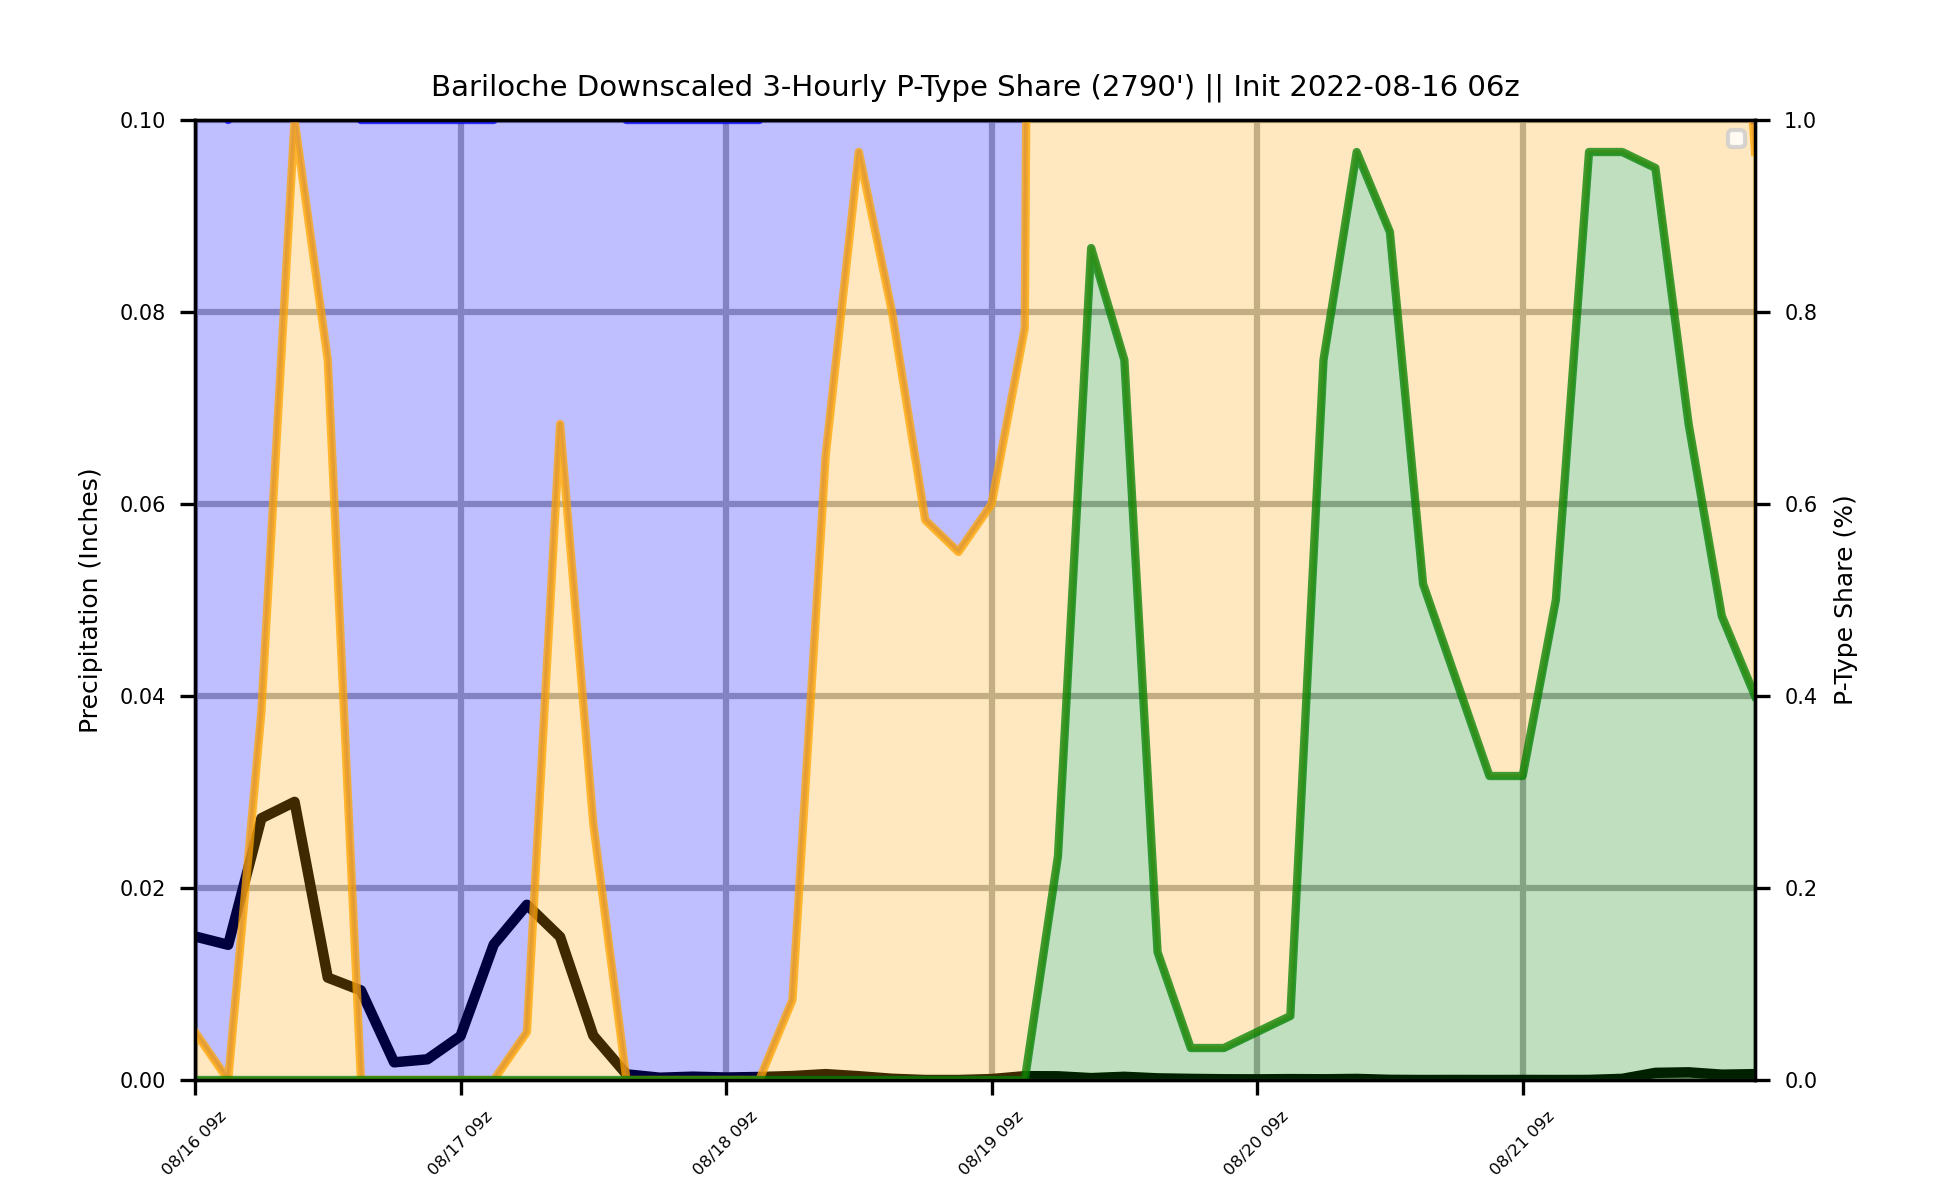 Bariloche Downscaled 3-Hourly P-Type Share (2790') || Init 2022-08-16 06z
Precipitation (Inches)
0.10
0.08
0.06
0.04
0.02
0.00
1.0
0.8
0.6
0.4
0.2
0.0
P-Type Share (%)
08/16 09z
08/17 09z
08/18 09z
08/19 09z
08/20 09z
08/21 09z